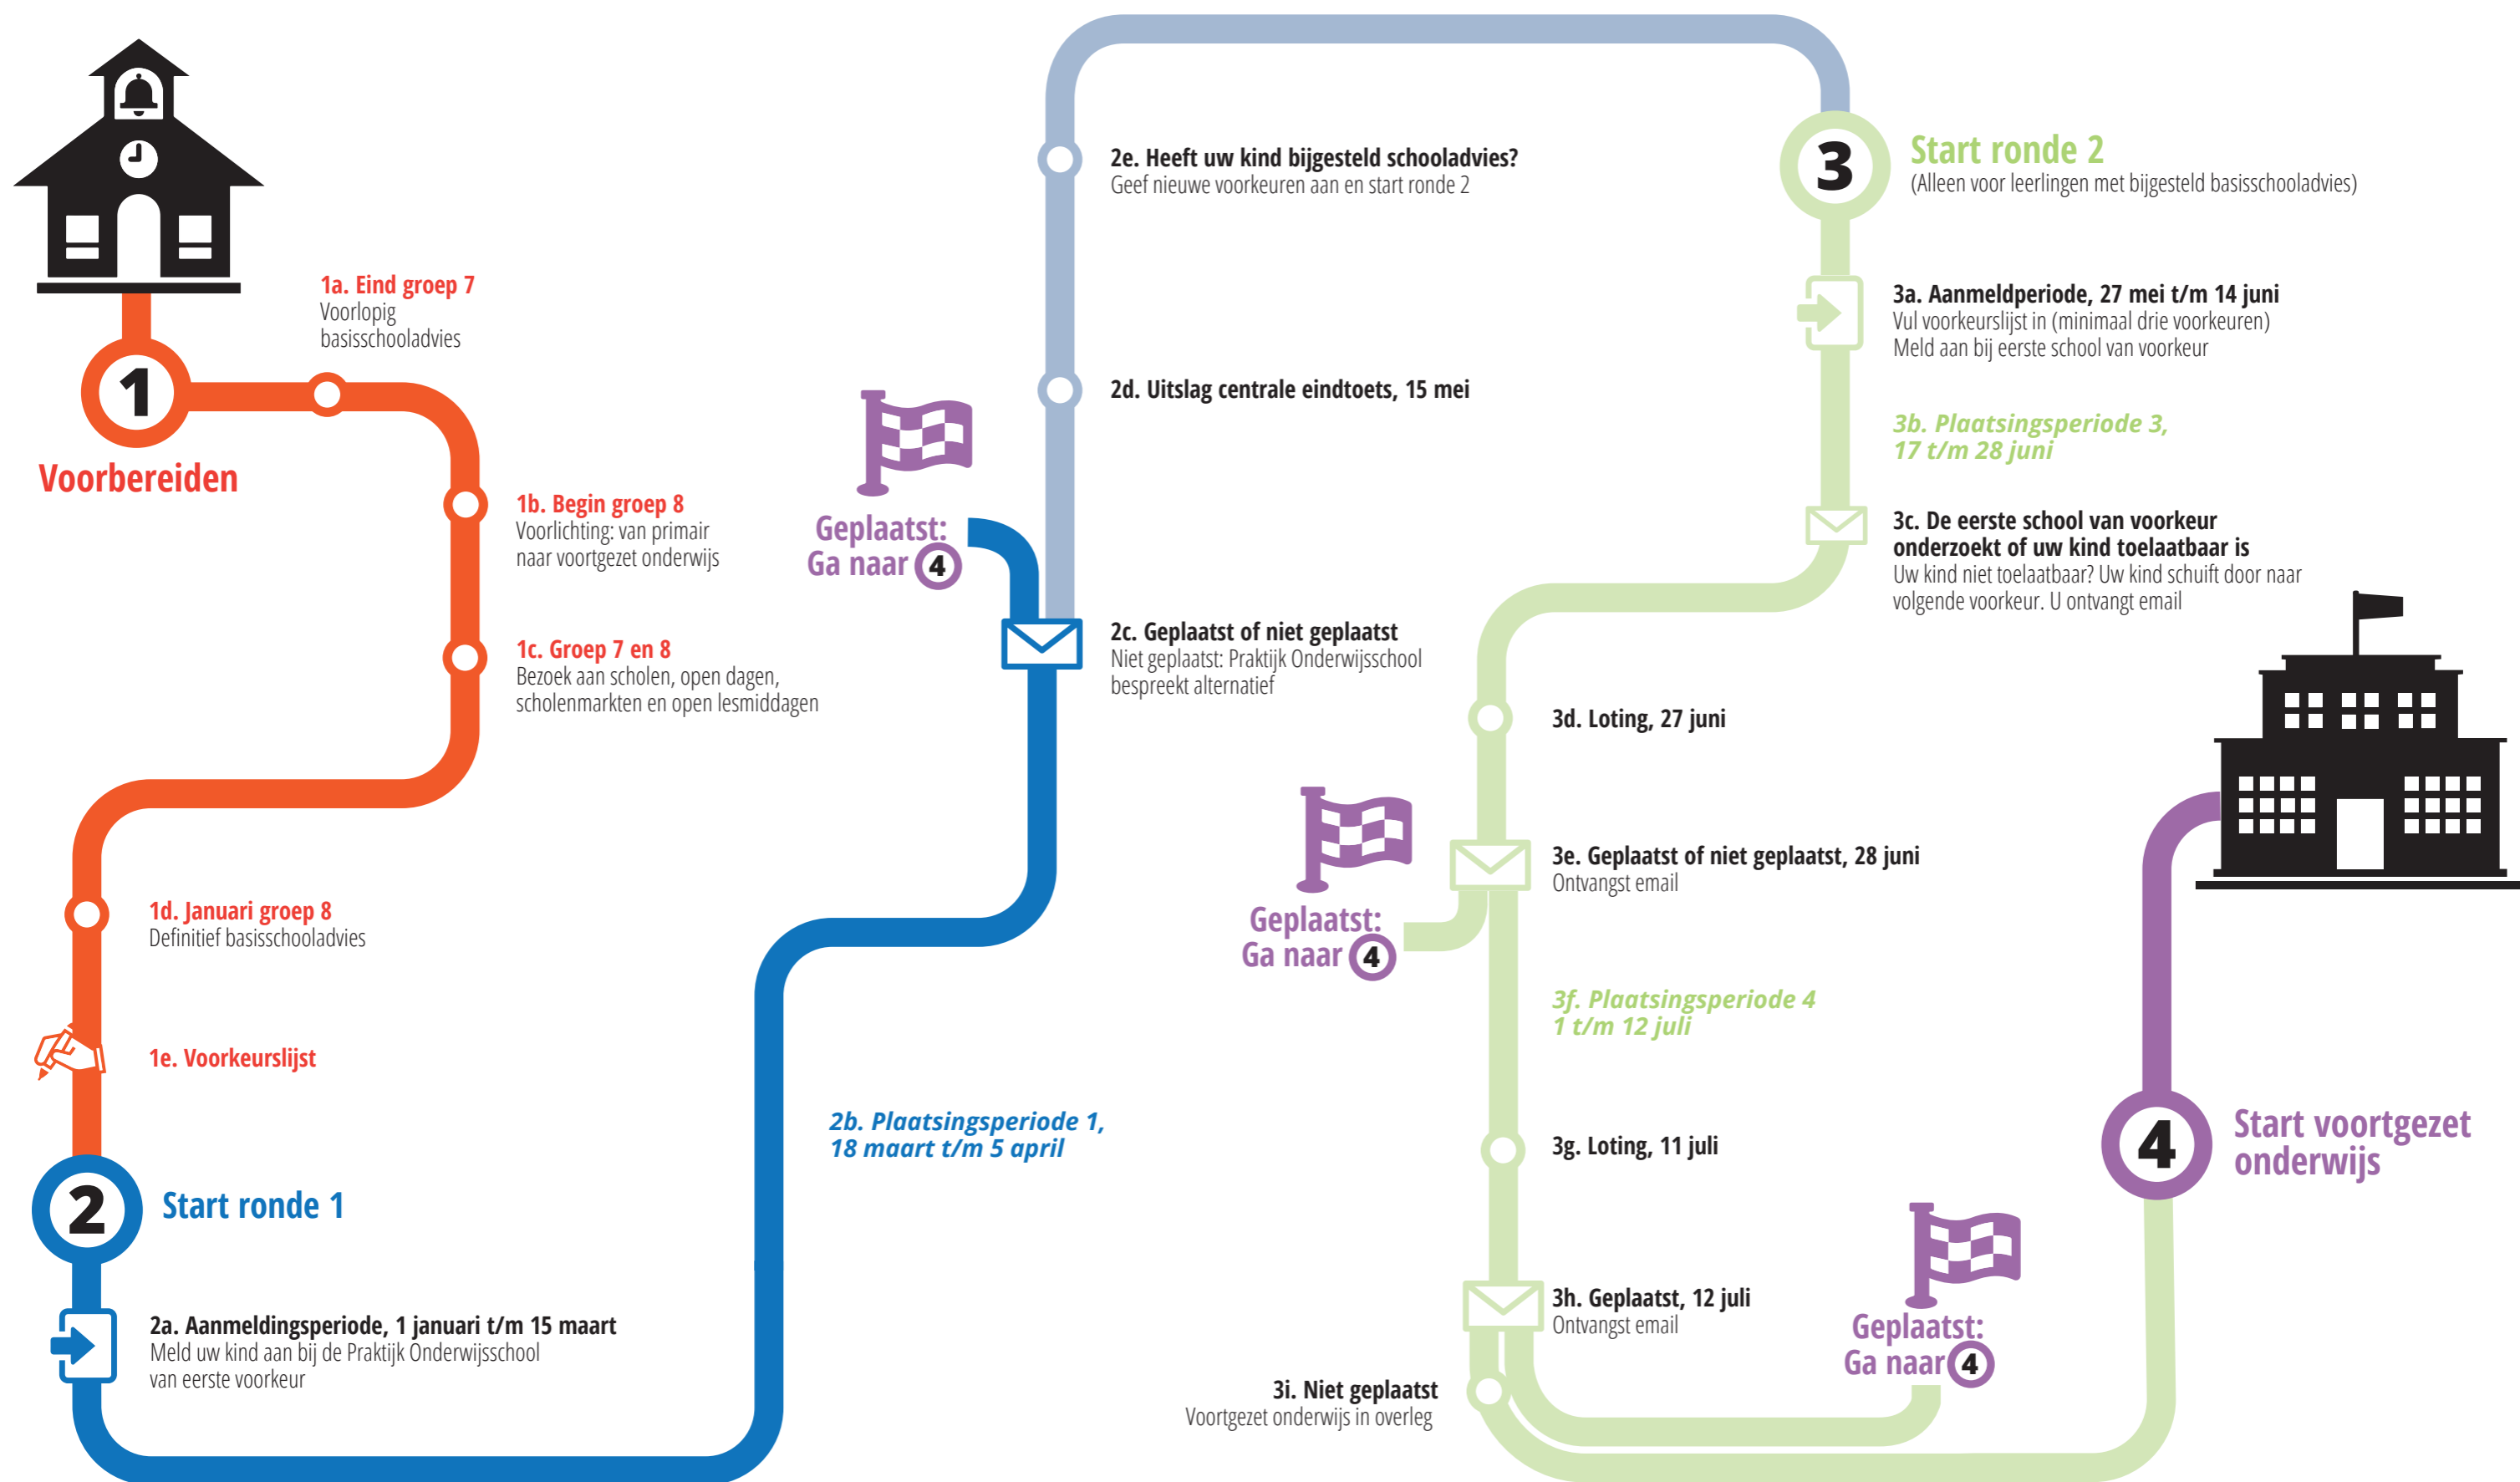 1
Voorbereiden
1a. Eind groep 7
Voorlopig
basisschooladvies
1b. Begin groep 8
Voorlichting: van primair
naar voortgezet onderwijs
1c. Groep 7 en 8
Bezoek aan scholen, open dagen,
scholenmarkten en open lesmiddagen
1d. Januari groep 8
Definitief basisschooladvies
1e. Voorkeurslijst
2
Start ronde 1
2a. Aanmeldingsperiode, 1 januari t/m 15 maart
Meld uw kind aan bij de Praktijk Onderwijsschool
van eerste voorkeur
2b. Plaatsingsperiode 1,
18 maart t/m 5 april
2c. Geplaatst of niet geplaatst
Niet geplaatst: Praktijk Onderwijsschool
bespreekt alternatief
Geplaatst:
Ga naar 4
2d. Uitslag centrale eindtoets, 15 mei
2e. Heeft uw kind bijgesteld schooladvies?
Geef nieuwe voorkeuren aan en start ronde 2
3
Start ronde 2
(Alleen voor leerlingen met bijgesteld basisschooladvies)
3a. Aanmeldperiode, 27 mei t/m 14 juni
Vul voorkeurslijst in (minimaal drie voorkeuren)
Meld aan bij eerste school van voorkeur
3b. Plaatsingsperiode 3,
17 t/m 28 juni
3c. De eerste school van voorkeur
onderzoekt of uw kind toelaatbaar is
Uw kind niet toelaatbaar? Uw kind schuift door naar
volgende voorkeur. U ontvangt email
3d. Loting, 27 juni
3e. Geplaatst of niet geplaatst, 28 juni
Ontvangst email
Geplaatst:
Ga naar 4
3f. Plaatsingsperiode 4
1 t/m 12 juli
3g. Loting, 11 juli
3h. Geplaatst, 12 juli
Ontvangst email
Geplaatst:
Ga naar 4
3i. Niet geplaatst
Voortgezet onderwijs in overleg
4
Start voortgezet
onderwijs